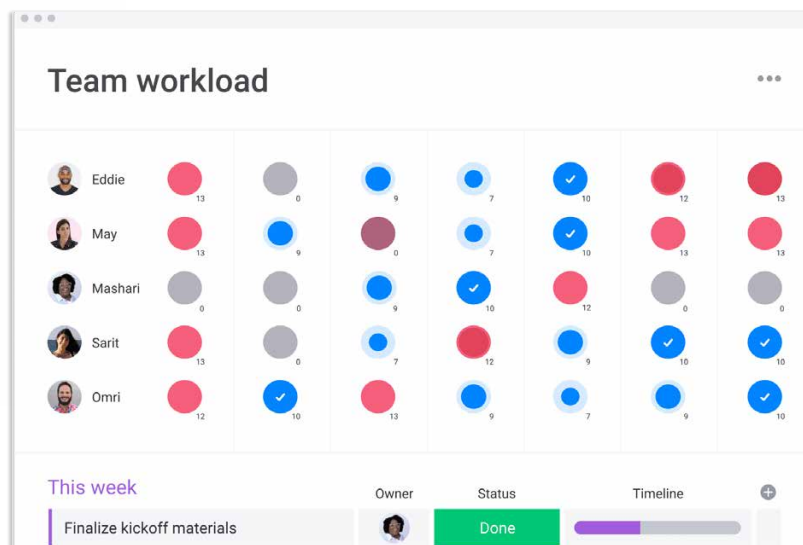 Team workload
Eddie 13 0 9 7 10 12 13
May 13 9 0 7 10 13 13
Mashari 0 0 9 10 12 0 0
Sarit 13 0 7 12 9 10 10
Omri 12 10 13 9 7 9 10
This week Owner Status Timeline
Finalize kickoff materials Done